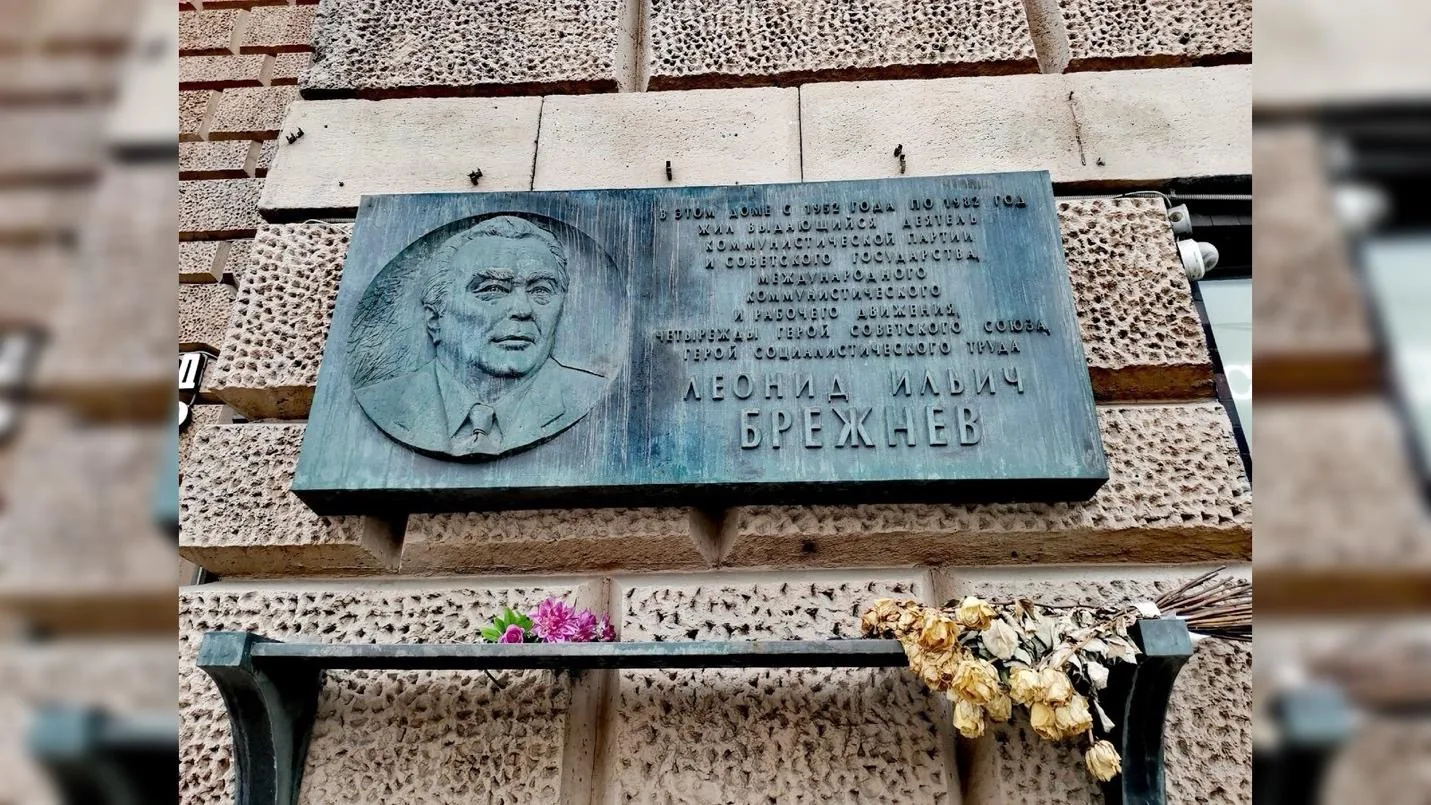 В ЭТОМ ДОМЕ С 1952 ГОДА ПО 1982 ГОД
ЖИЛ ВЫДАЮЩИЙСЯ ДЕЯТЕЛЬ
КОММУНИСТИЧЕСКОЙ ПАРТИИ
И СОВЕТСКОГО ГОСУДАРСТВА,
МЕЖДУНАРОДНОГО
КОММУНИСТИЧЕСКОГО
И РАБОЧЕГО ДВИЖЕНИЯ,
ЧЕТЫРЕЖДЫ ГЕРОЙ СОВЕТСКОГО СОЮЗА,
ГЕРОЙ СОЦИАЛИСТИЧЕСКОГО ТРУДА
ЛЕОНИД ИЛЬИЧ
БРЕЖНЕВ